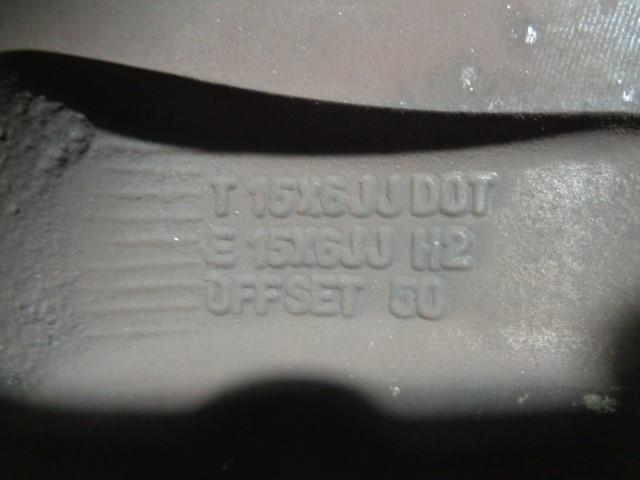 T 15X6JJ DOT
E 15X6JJ H2
OFFSET 50